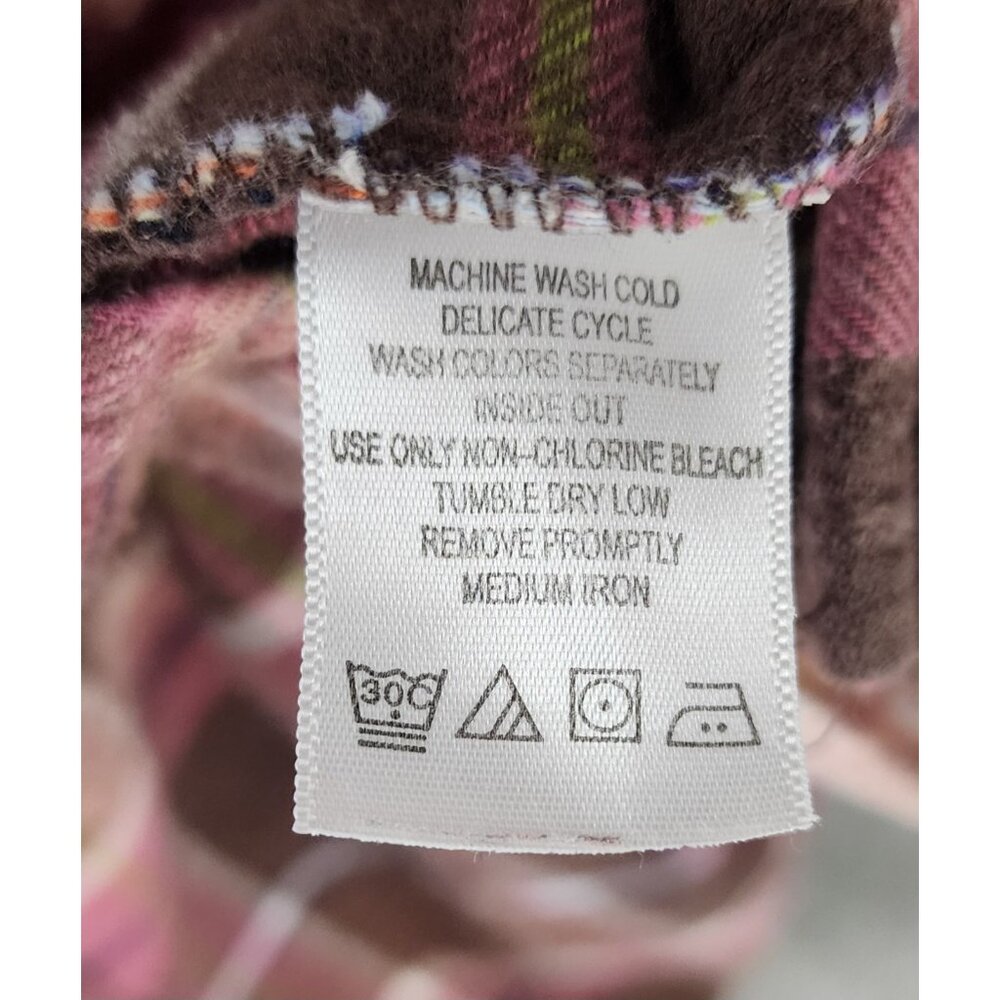 MACHINE WASH COLD
DELICATE CYCLE
WASH COLORS SEPARATELY
INSIDE OUT
USE ONLY NON-CHLORINE BLEACH
TUMBLE DRY LOW
REMOVE PROMPTLY
MEDIUM IRON
30C